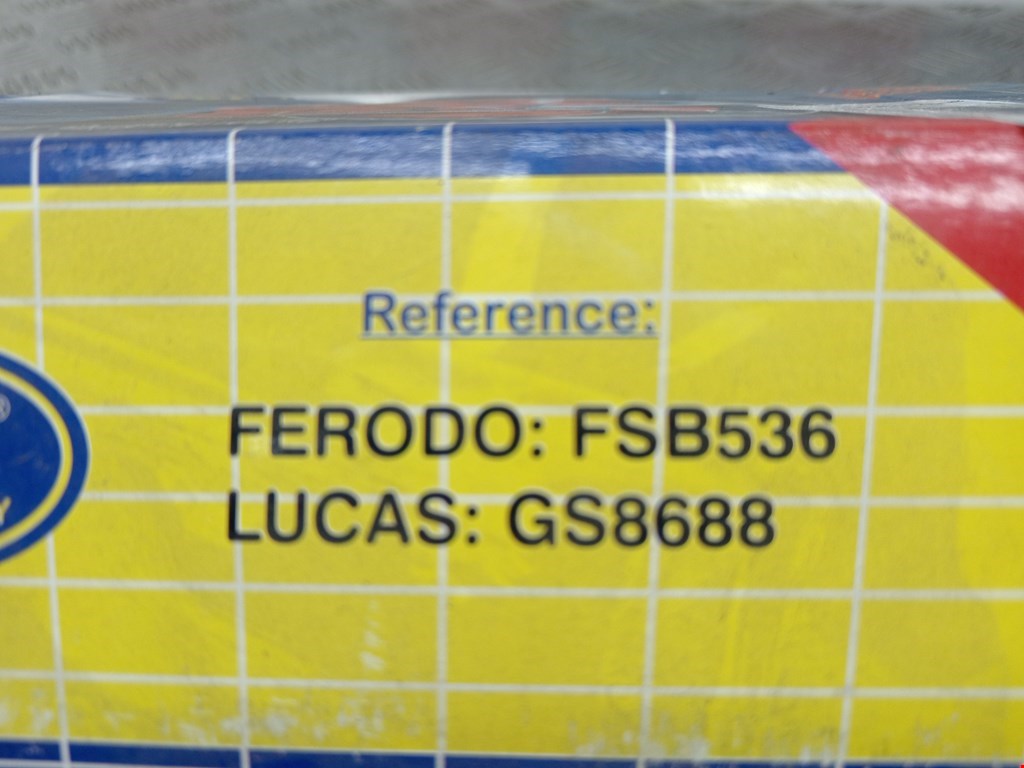 Reference:
FERODO: FSB536
LUCAS: GS8688
®
Y